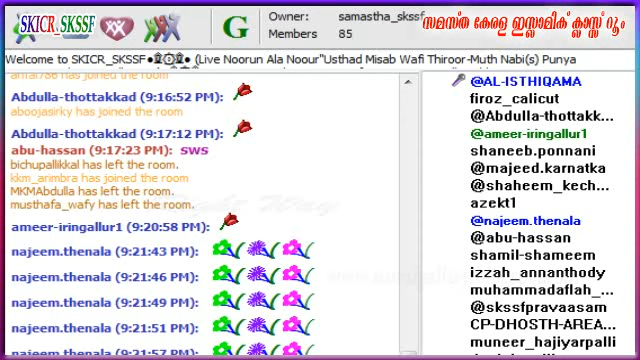 SKICR_SKSSF
G
Owner: samastha_skssf
Members 85
സമസ്ത കേരള ഇസ്ലാമിക് ക്ലാസ്സ് റൂം
Welcome to SKICR_SKSSF (Live Noorun Ala Noour"Usthad Misab Wafi Thiroor-Muth Nabi(s) Punya
has joined the room
Abdulla-thottakkad (9:16:52 PM):
aboojasirky has joined the room
Abdulla-thottakkad (9:17:12 PM):
abu-hassan (9:17:23 PM): sws
bichupallikkal has left the room.
kkm_arimbra has joined the room
MKMAbdulla has left the room.
musthafa_wafy has left the room.
ameer-iringallur1 (9:20:58 PM):
najeem.thenala (9:21:43 PM):
najeem.thenala (9:21:46 PM):
najeem.thenala (9:21:49 PM):
najeem.thenala (9:21:51 PM):
najeem.thenala (9:21:57 PM):
@AL-ISTHIQAMA
firoz_calicut
@Abdulla-thottakk...
@ameer-iringallur1
shaneeb.ponnani
@majeed.karnatka
@shaheem_kech...
azekt1
@najeem.thenala
@abu-hassan
shamil-shameem
izzah_annanthody
muhammadaflah_...
@skssfpravaasam
CP-DHOSTH-AREA...
muneer_hajiyarpalli